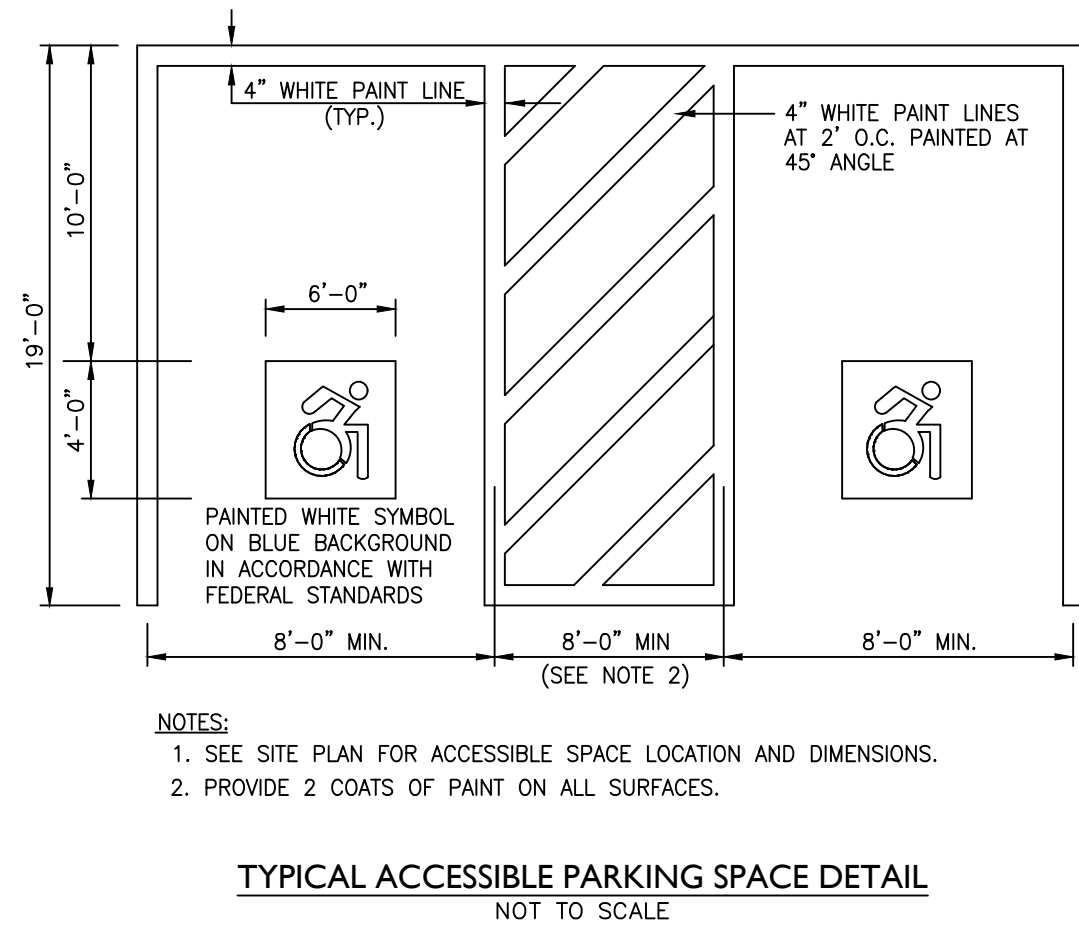 4” WHITE PAINT LINE
(TYP.)
4” WHITE PAINT LINES
AT 2’ O.C. PAINTED AT
45° ANGLE
10’–0”
19’–0”
6’–0”
4’–0”
PAINTED WHITE SYMBOL
ON BLUE BACKGROUND
IN ACCORDANCE WITH
FEDERAL STANDARDS
8’–0” MIN.
8’–0” MIN
(SEE NOTE 2)
8’–0” MIN.
NOTES:
1. SEE SITE PLAN FOR ACCESSIBLE SPACE LOCATION AND DIMENSIONS.
2. PROVIDE 2 COATS OF PAINT ON ALL SURFACES.
TYPICAL ACCESSIBLE PARKING SPACE DETAIL
NOT TO SCALE